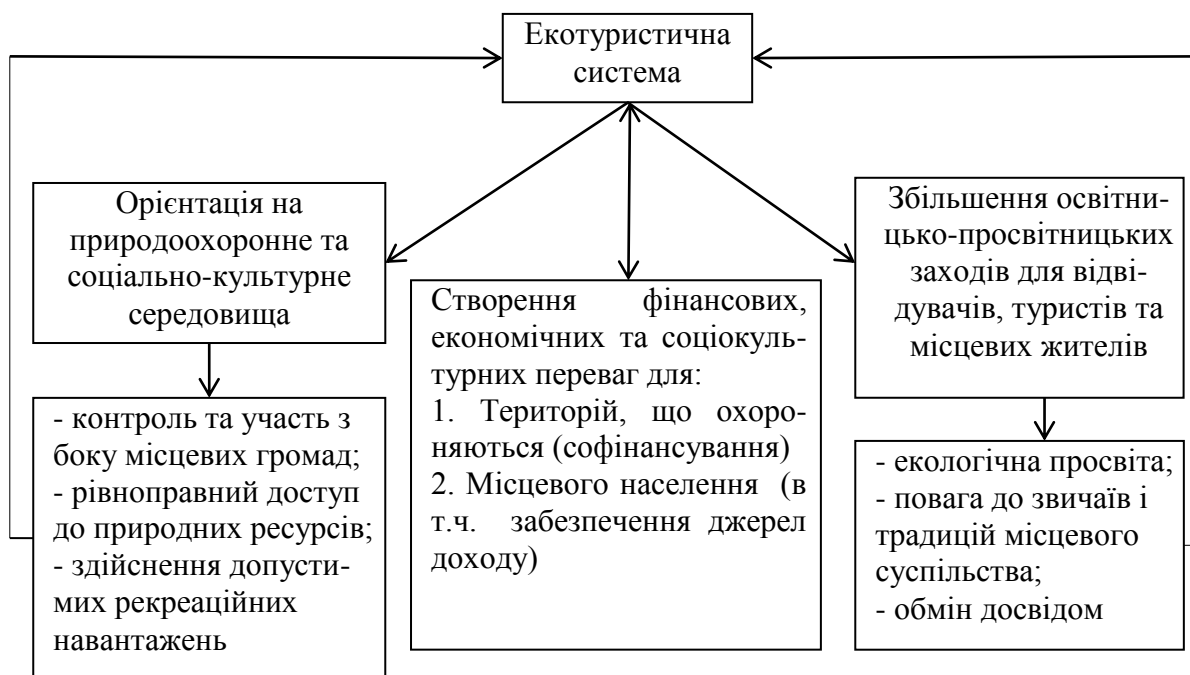 Екотуристична
система
Орієнтація на
природоохоронне та
соціально-культурне
середовища
Створення фінансових,
економічних та соціокуль-
турних переваг для:
1. Територій, що охоро-
няються (софінансування)
2. Місцевого населення (в
т.ч. забезпечення джерел
доходу)
Збільшення освітни-
цько-просвітницьких
заходів для відві-
дувачів, туристів та
місцевих жителів
- контроль та участь з
боку місцевих громад;
- рівноправний доступ
до природних ресурсів;
- здійснення допусти-
мих рекреаційних
навантажень
- екологічна просвіта;
- повага до звичаїв і
традицій місцевого
суспільства;
- обмін досвідом